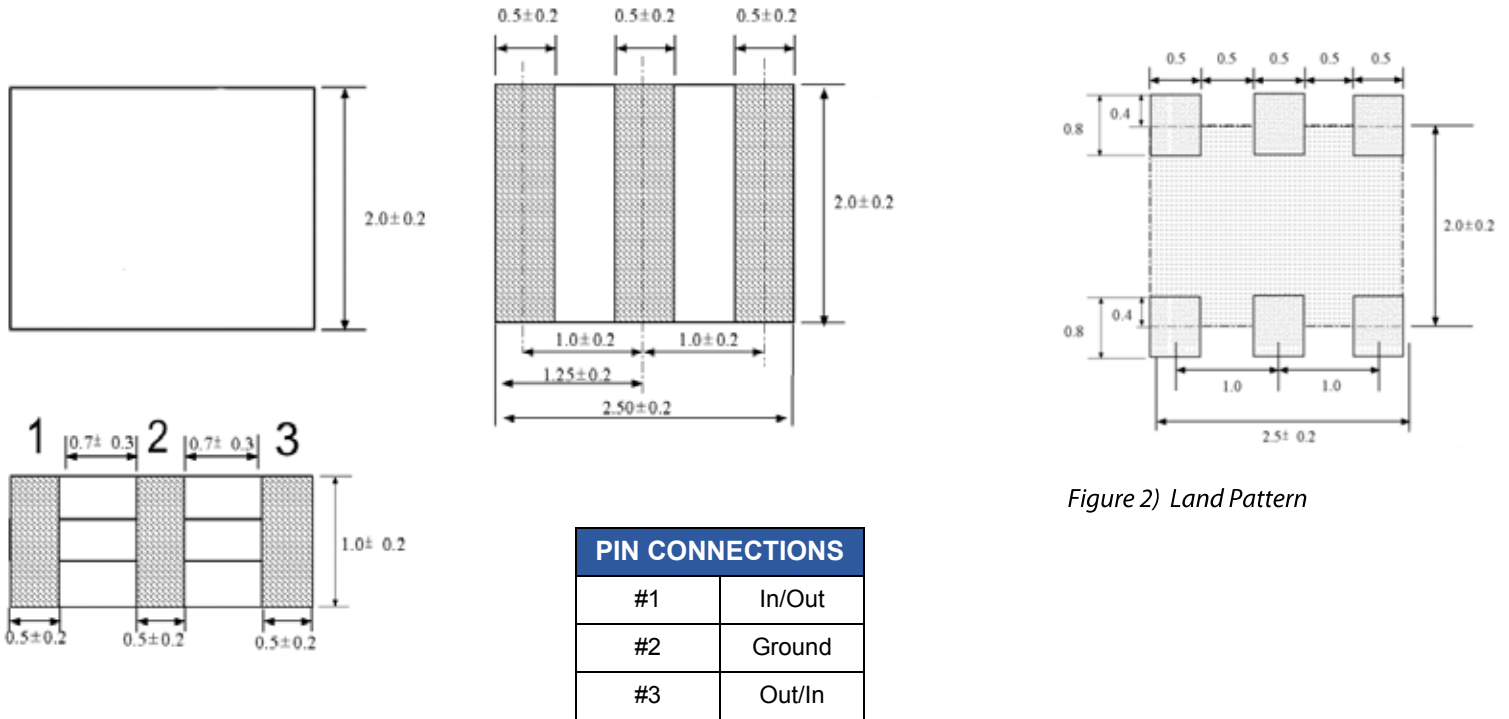 0.5±0.2 0.5±0.2 0.5±0.2
2.0±0.2
2.0±0.2
1.0±0.2 1.0±0.2
1.25±0.2
2.50±0.2
0.5 0.5 0.5 0.5 0.5
0.8 0.4
2.0±0.2
0.8 0.4
1.0 1.0
2.5± 0.2
Figure 2) Land Pattern
1 0.7± 0.3 2 0.7± 0.3 3
1.0± 0.2
0.5±0.2 0.5±0.2 0.5±0.2
PIN CONNECTIONS
#1 In/Out
#2 Ground
#3 Out/In